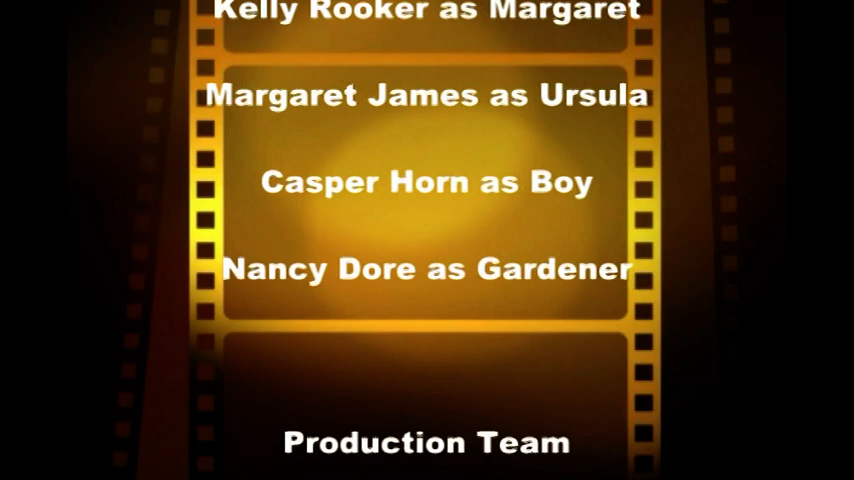 Kelly Rooker as Margaret
Margaret James as Ursula
Casper Horn as Boy
Nancy Dore as Gardener
Production Team